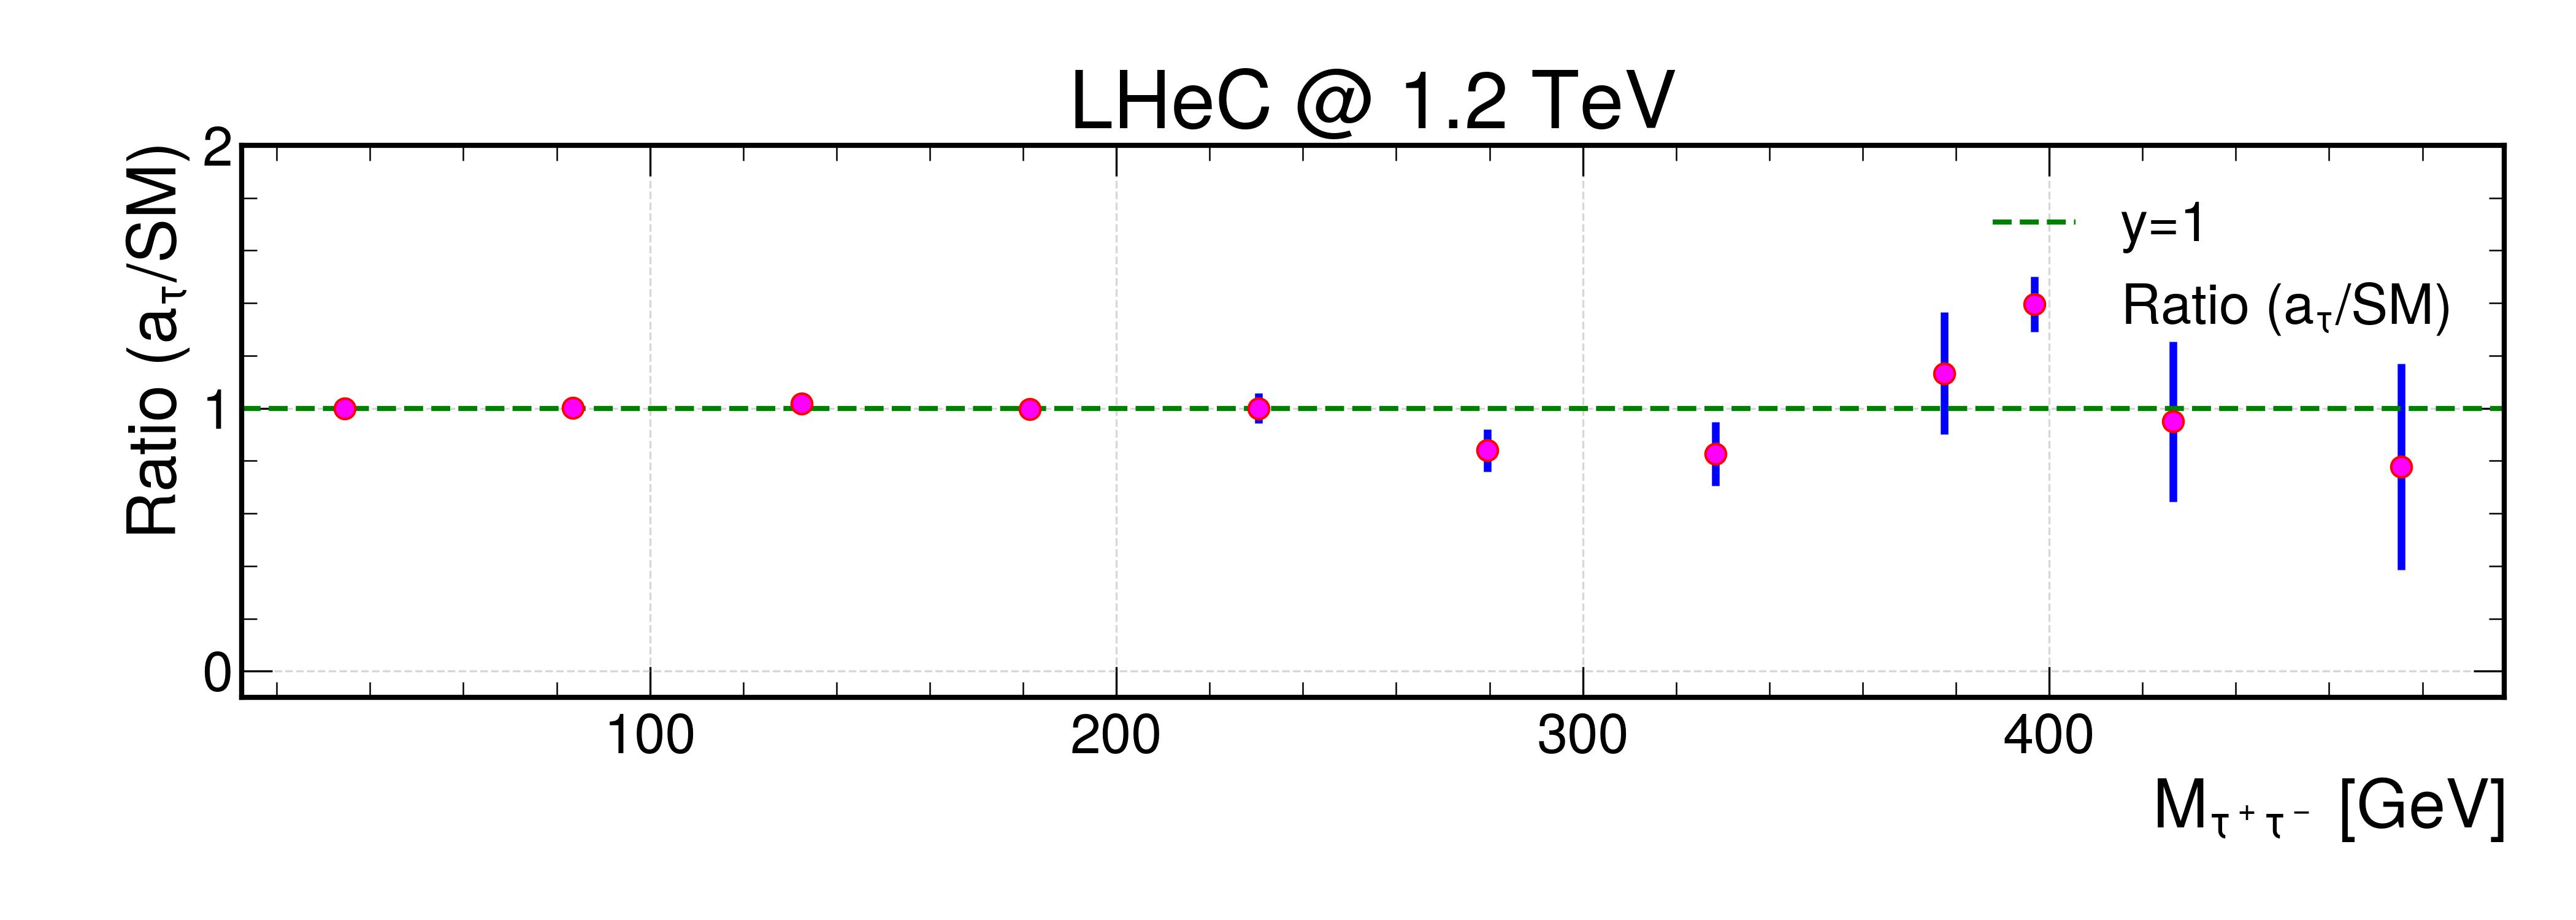 LHeC @ 1.2 TeV
Ratio (aτ/SM)
2
1
0
y=1
Ratio (aτ/SM)
100 200 300 400
Mτ⁺τ⁻ [GeV]